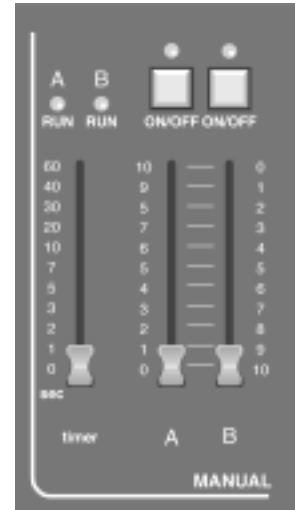 A B
RUN RUN ON/OFF ON/OFF
60 10 0
40 9 1
30 5 2
20 7 3
10 6 4
7 5 5
5 4 6
3 3 7
2 2 8
1 1 9
0 0 10
sec
timer A B
MANUAL